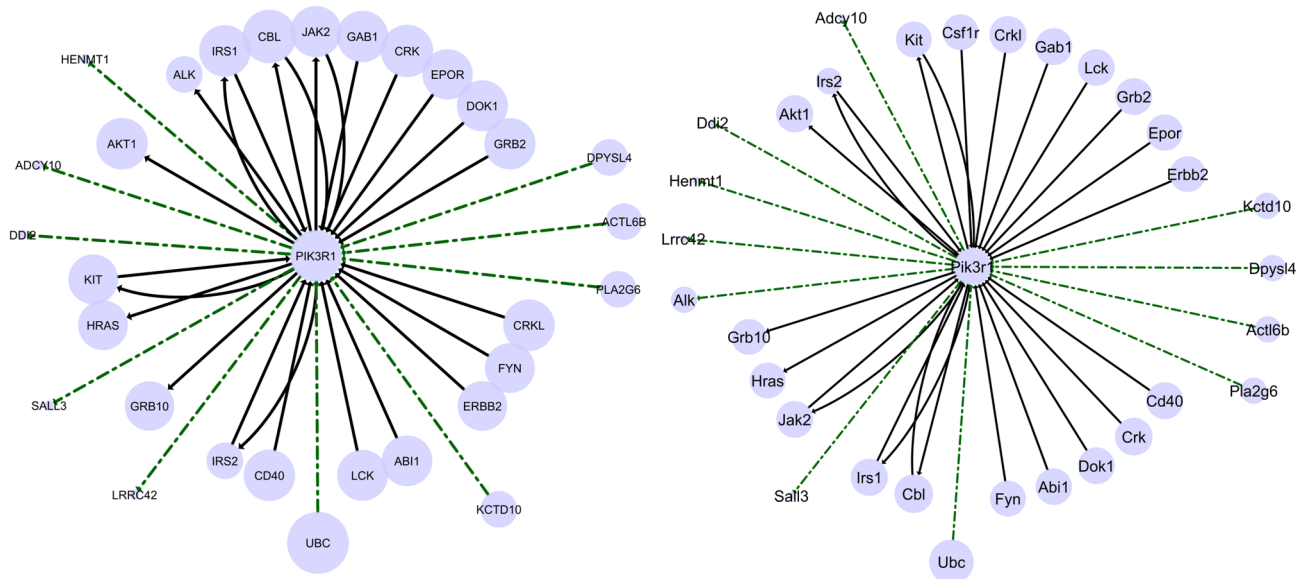 JAK2
CBL
GAB1
IRS1
CRK
HENMT1
ALK
EPOR
DOK1
AKT1
GRB2
DPYSL4
ADCY10
ACTL6B
DDI2
PIK3R1
KIT
PLA2G6
HRAS
CRKL
FYN
SALL3
GRB10
ERBB2
IRS2
CD40
LCK
ABI1
LRRC42
KCTD10
UBC
Adcy10
Kit
Csf1r
Crkl
Gab1
Lck
Irs2
Grb2
Akt1
Ddi2
Epor
Henmt1
Erbb2
Kctd10
Lrrc42
Pik3r1
Dpysl4
Alk
Actl6b
Grb10
Hras
Pla2g6
Jak2
Cd40
Crk
Irs1
Dok1
Cbl
Abi1
Fyn
Sall3
Ubc